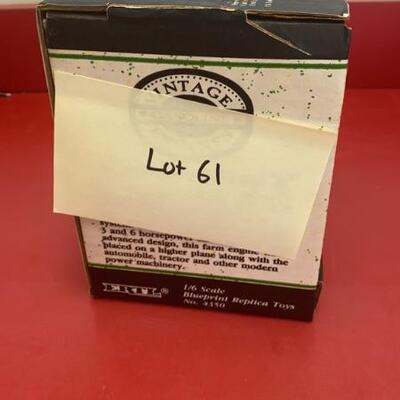 VINTAGE
Lot 61
3 and 6 horsepower
advanced design, this farm engine
placed on a higher plane along with the
automobile, tractor and other modern
power machinery.
ERTL®
1/6 Scale
Blueprint Replica Toys
No. 4350